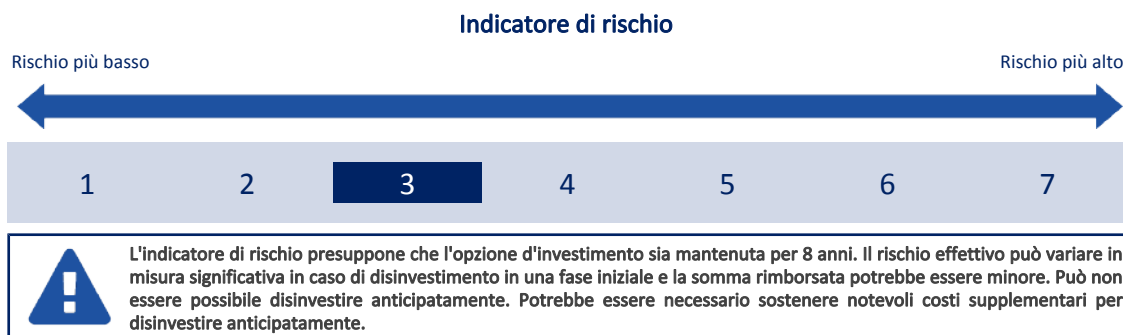 Indicatore di rischio
Rischio più basso
Rischio più alto
1 2 3 4 5 6 7
L'indicatore di rischio presuppone che l'opzione d'investimento sia mantenuta per 8 anni. Il rischio effettivo può variare in
misura significativa in caso di disinvestimento in una fase iniziale e la somma rimborsata potrebbe essere minore. Può non
essere possibile disinvestire anticipatamente. Potrebbe essere necessario sostenere notevoli costi supplementari per
disinvestire anticipatamente.